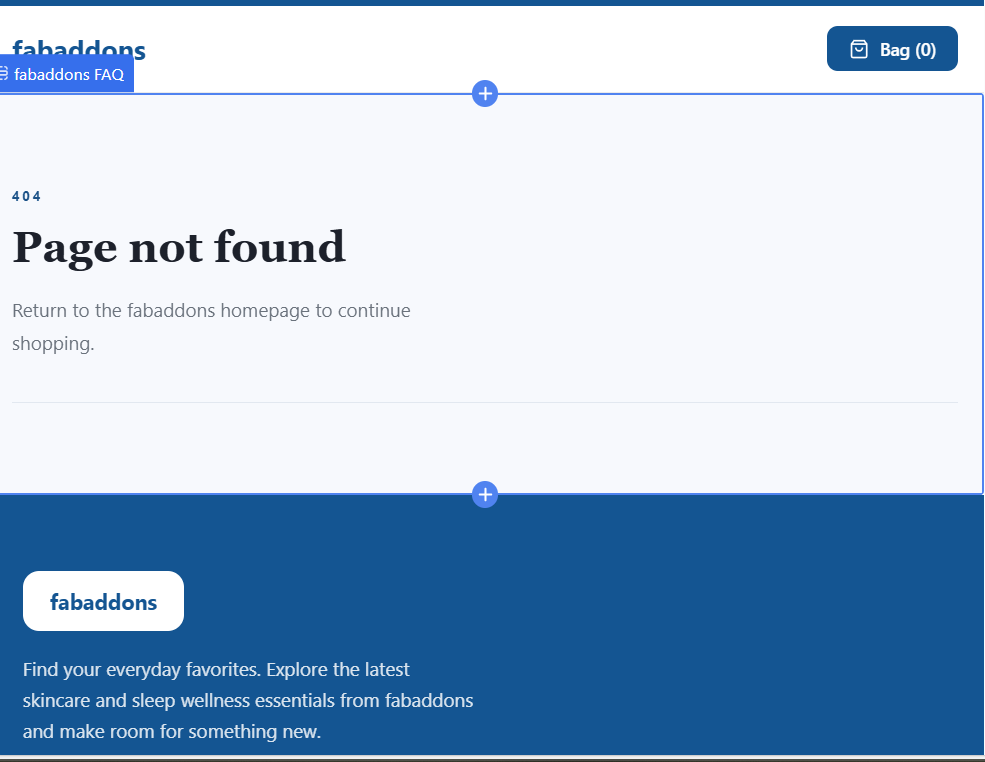 fabaddons
Bag (0)
fabaddons FAQ
404
Page not found
Return to the fabaddons homepage to continue
shopping.
fabaddons
Find your everyday favorites. Explore the latest
skincare and sleep wellness essentials from fabaddons
and make room for something new.